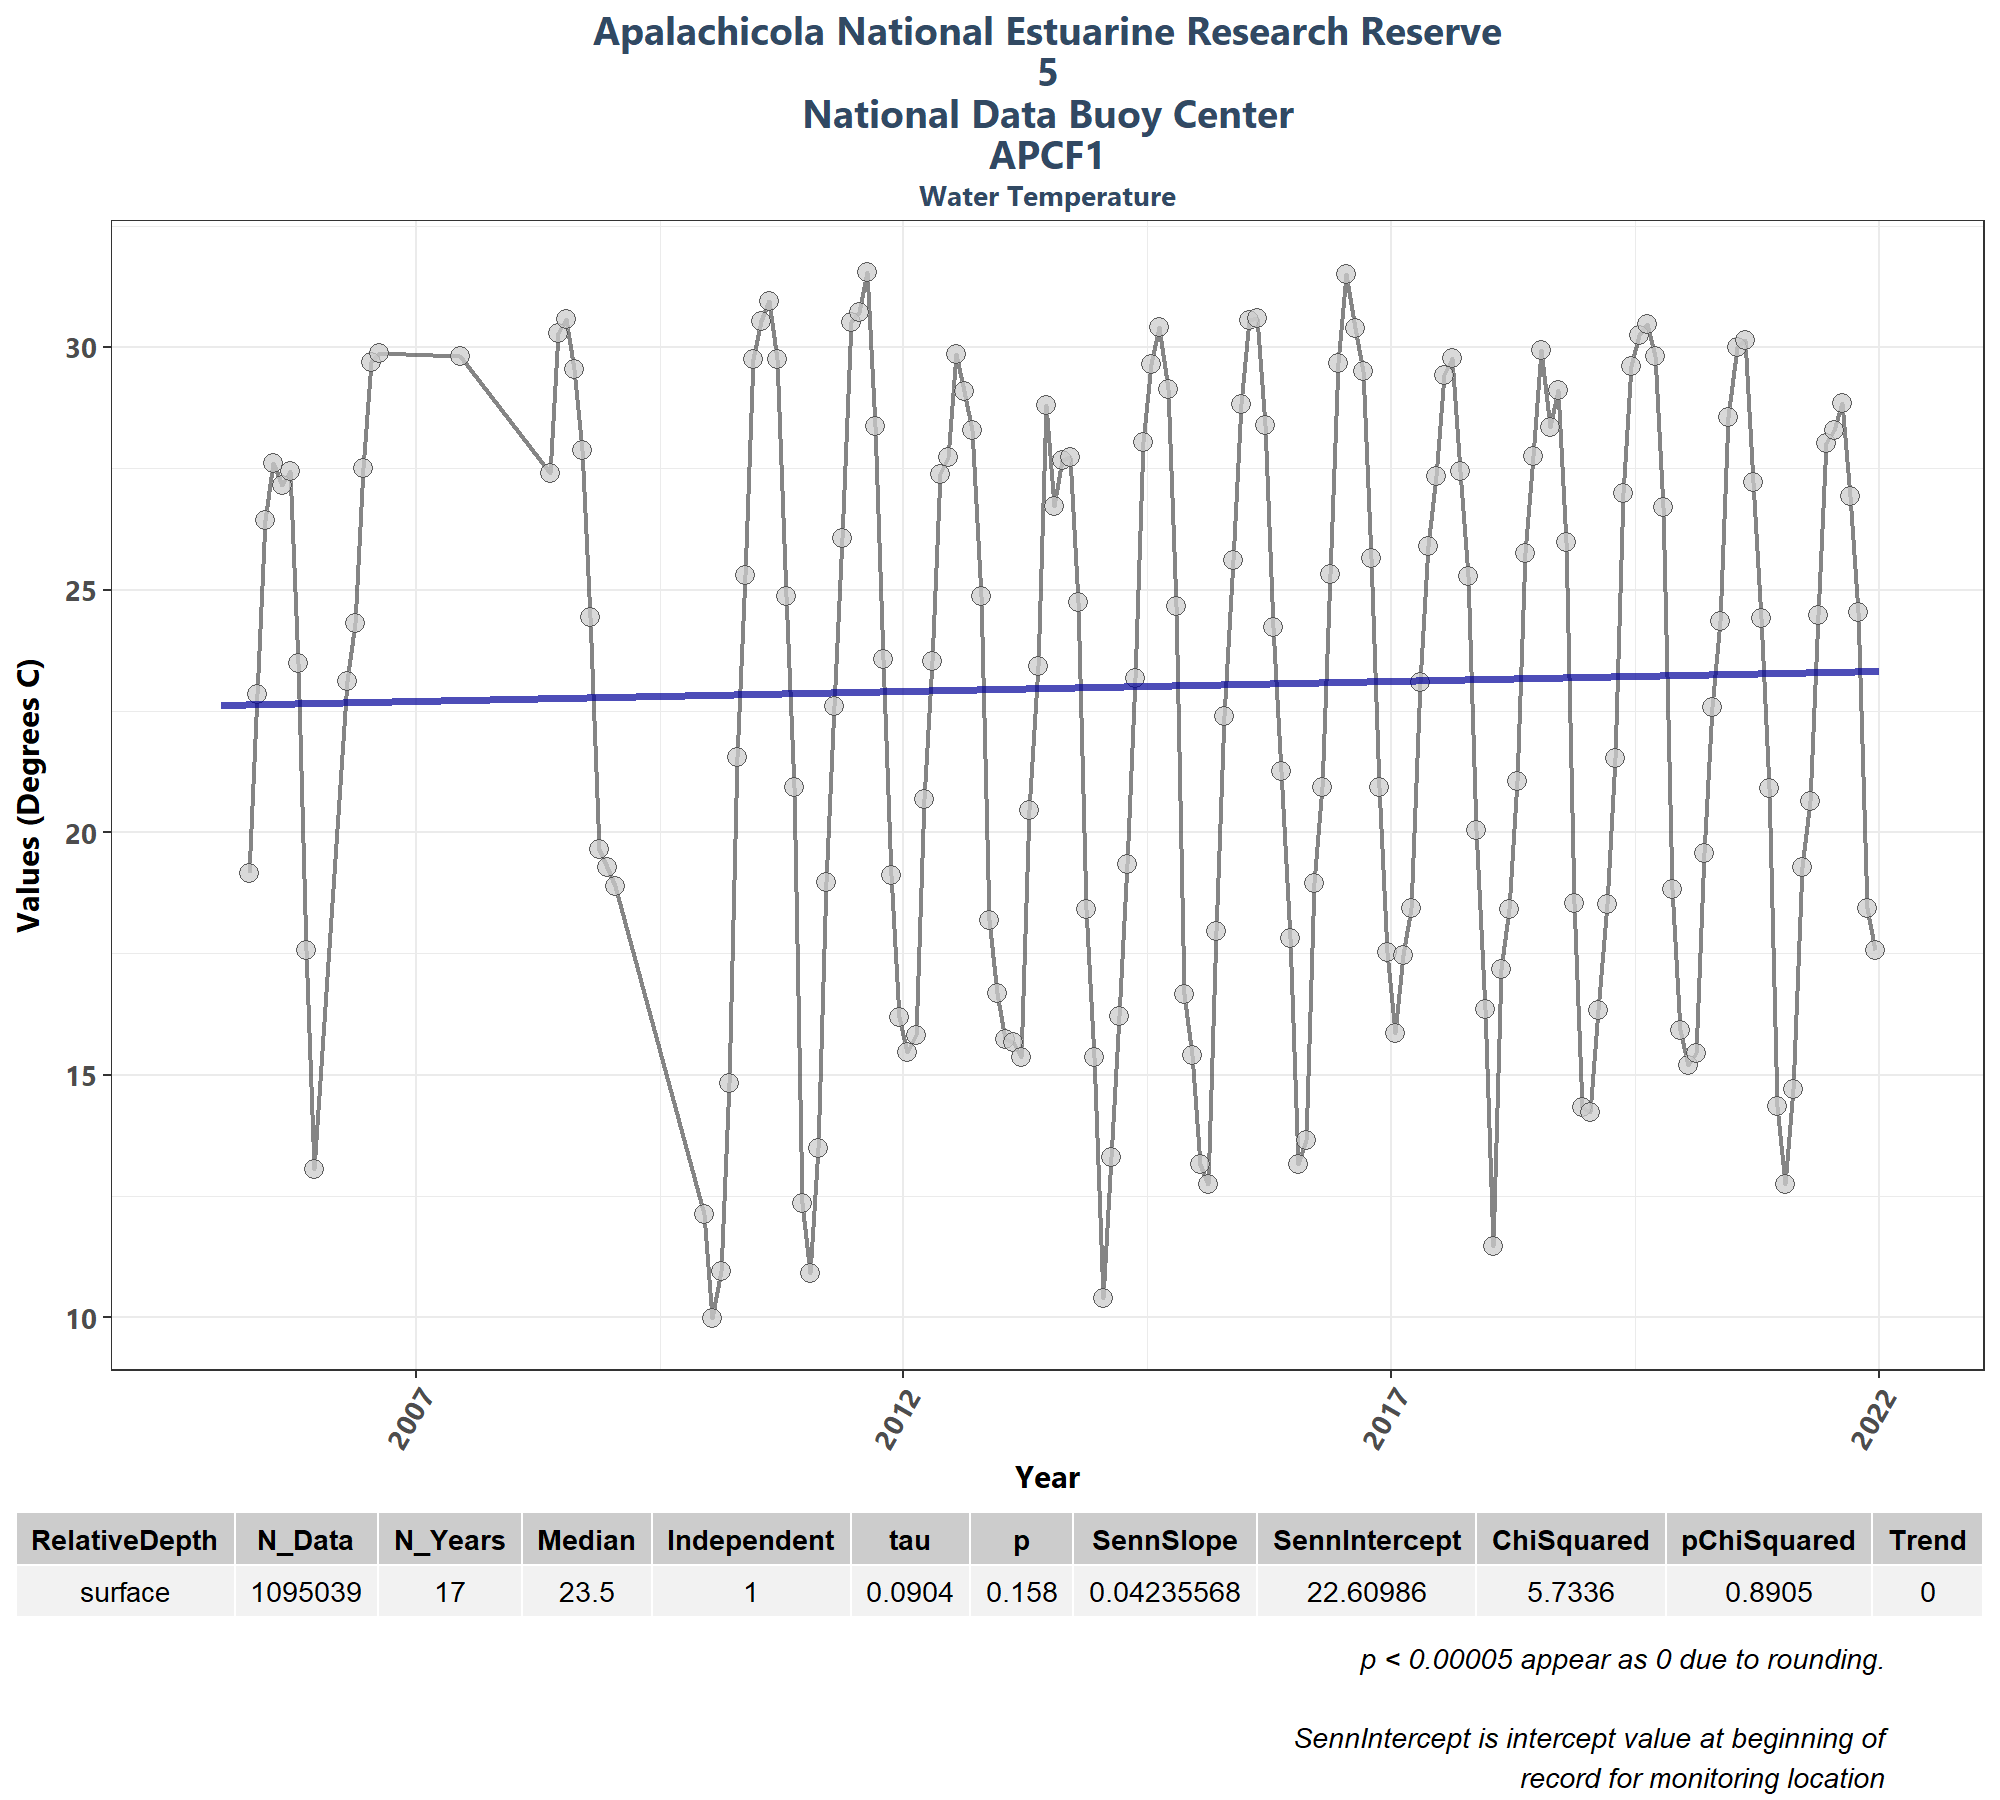 Apalachicola National Estuarine Research Reserve
5
National Data Buoy Center
APCF1
Water Temperature
Values (Degrees C)
30
25
20
15
10
2007
2012
2017
2022
Year
RelativeDepth N_Data N_Years Median Independent tau p SennSlope SennIntercept ChiSquared pChiSquared Trend
surface 1095039 17 23.5 1 0.0904 0.158 0.04235568 22.60986 5.7336 0.8905 0
p < 0.00005 appear as 0 due to rounding.
SennIntercept is intercept value at beginning of
record for monitoring location